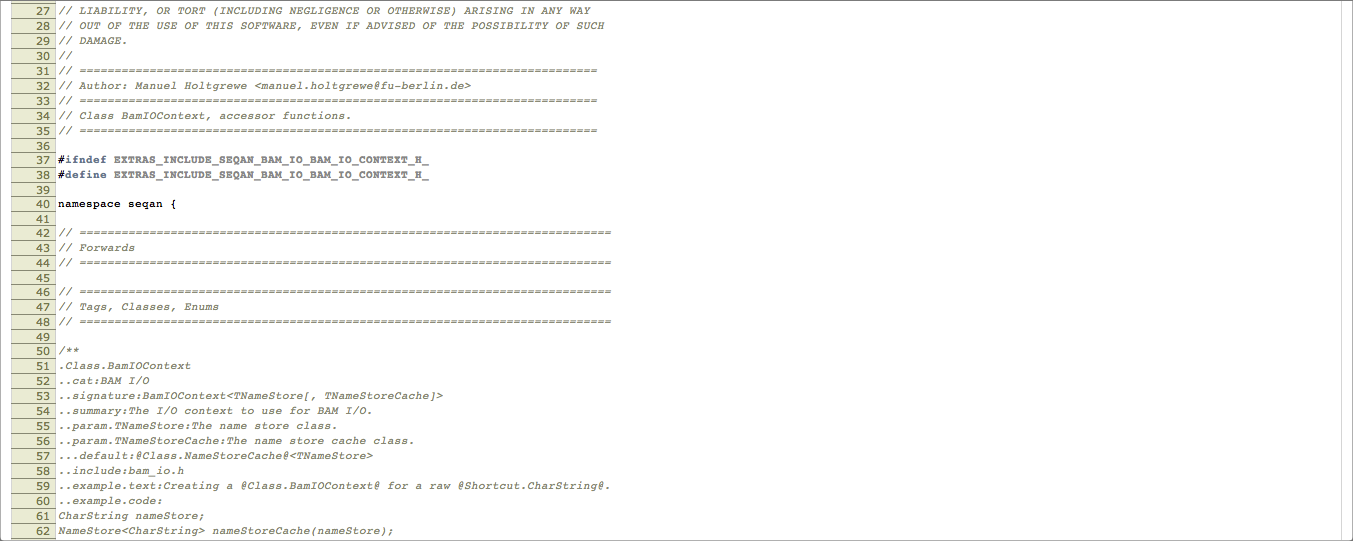 27 // LIABILITY, OR TORT (INCLUDING NEGLIGENCE OR OTHERWISE) ARISING IN ANY WAY
28 // OUT OF THE USE OF THIS SOFTWARE, EVEN IF ADVISED OF THE POSSIBILITY OF SUCH
29 // DAMAGE.
30 //
31 // ==========================================================================
32 // Author: Manuel Holtgrewe <manuel.holtgrewe@fu-berlin.de>
33 // ==========================================================================
34 // Class BamIOContext, accessor functions.
35 // ==========================================================================
36
37 #ifndef EXTRAS_INCLUDE_SEQAN_BAM_IO_BAM_IO_CONTEXT_H_
38 #define EXTRAS_INCLUDE_SEQAN_BAM_IO_BAM_IO_CONTEXT_H_
39
40 namespace seqan {
41
42 // ============================================================================
43 // Forwards
44 // ============================================================================
45
46 // ============================================================================
47 // Tags, Classes, Enums
48 // ============================================================================
49
50 /**
51 .Class.BamIOContext
52 ..cat:BAM I/O
53 ..signature:BamIOContext<TNameStore[, TNameStoreCache]>
54 ..summary:The I/O context to use for BAM I/O.
55 ..param.TNameStore:The name store class.
56 ..param.TNameStoreCache:The name store cache class.
57 ...default:@Class.NameStoreCache@<TNameStore>
58 ..include:bam_io.h
59 ..example.text:Creating a @Class.BamIOContext@ for a raw @Shortcut.CharString@.
60 ..example.code:
61 CharString nameStore;
62 NameStore<CharString> nameStoreCache(nameStore);